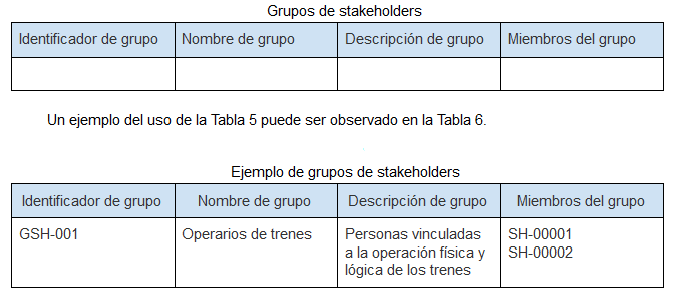 Grupos de stakeholders
Identificador de grupo Nombre de grupo Descripción de grupo Miembros del grupo
Un ejemplo del uso de la Tabla 5 puede ser observado en la Tabla 6.
Ejemplo de grupos de stakeholders
Identificador de grupo Nombre de grupo Descripción de grupo Miembros del grupo
GSH-001 Operarios de trenes Personas vinculadas SH-00001
a la operación física y SH-00002
lógica de los trenes